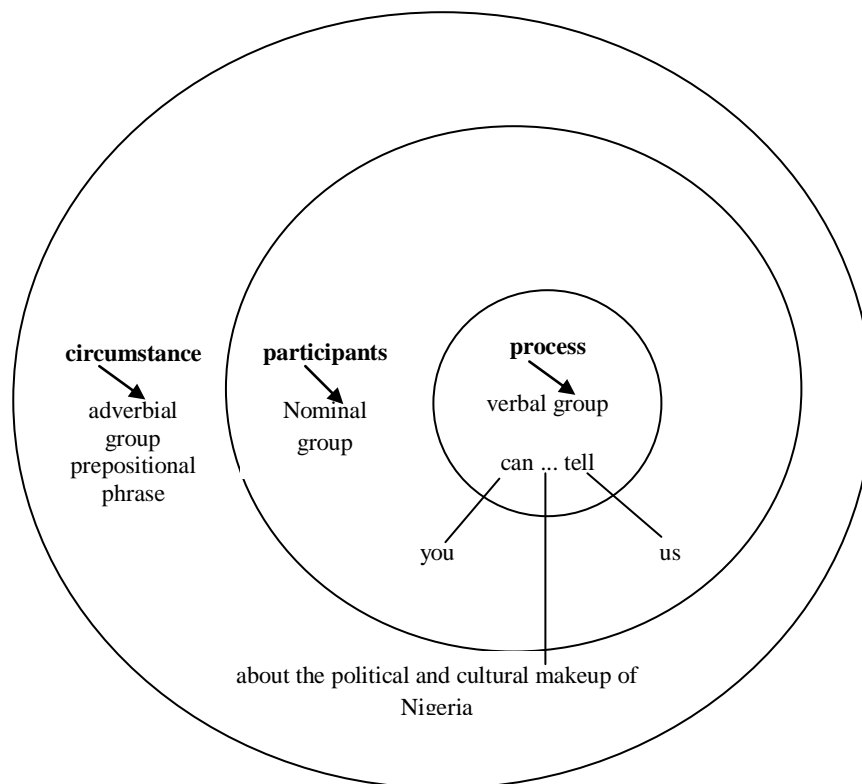 circumstance
adverbial
group
prepositional
phrase
participants
Nominal
group
process
verbal group
can ... tell
you
us
about the political and cultural makeup of
Nigeria